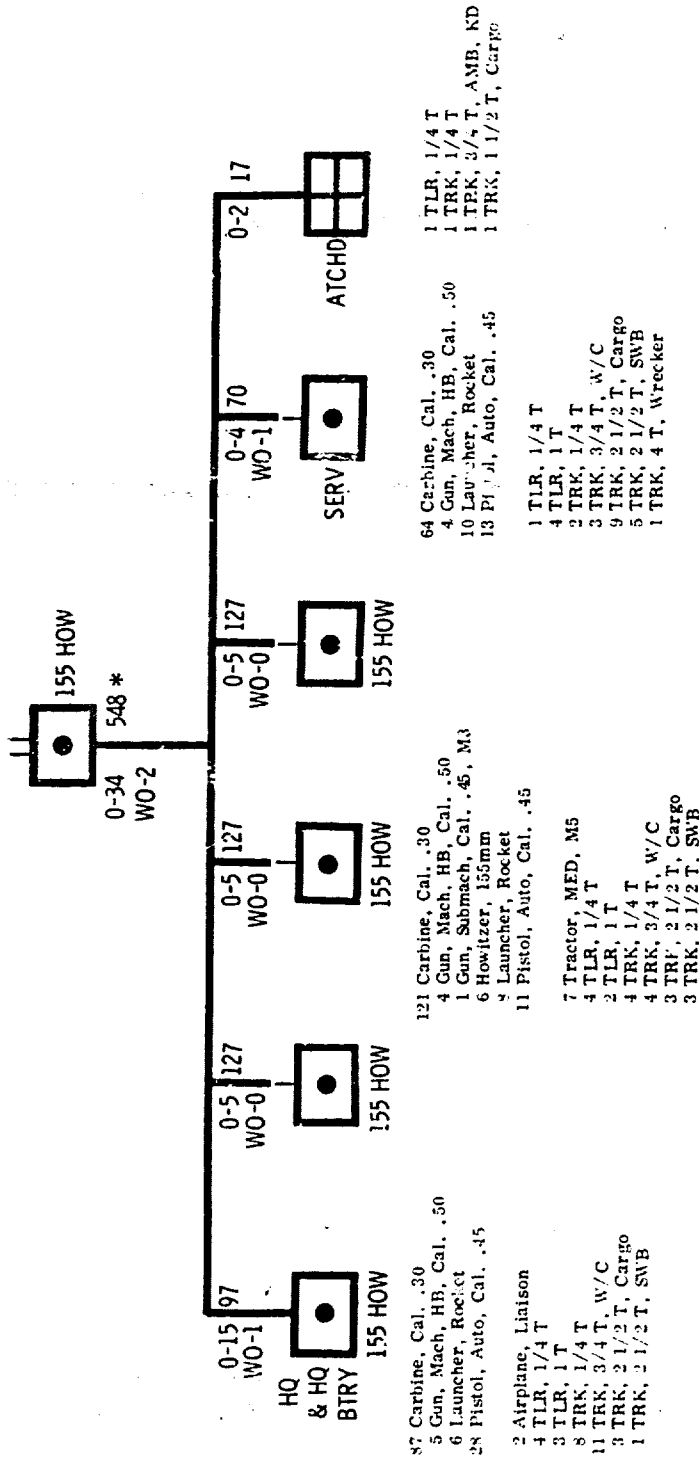 155 HOW
0-34 548 *
WO-2
0-15 97
WO-1
HQ
& HQ
BTRY
155 HOW
0-5 127
WO-0
155 HOW
0-5 127
WO-0
155 HOW
0-5 127
WO-0
155 HOW
0-4 70
WO-1
SERV
0-2 17
ATCHD
87 Carbine, Cal. .30
5 Gun, Mach, HB, Cal. .50
6 Launcher, Rocket
28 Pistol, Auto, Cal. .45
2 Airplane, Liaison
4 TLR, 1/4 T
3 TLR, 1 T
8 TRK, 1/4 T
11 TRK, 3/4 T, W/C
3 TRK, 2 1/2 T, Cargo
1 TRK, 2 1/2 T, SWB
121 Carbine, Cal. .30
4 Gun, Mach, HB, Cal. .50
1 Gun, Submach, Cal. .45, M3
6 Howitzer, 155mm
Launcher, Rocket
11 Pistol, Auto, Cal. .45
7 Tractor, MED, M5
4 TLR, 1/4 T
2 TLR, 1 T
4 TRK, 1/4 T
4 TRK, 3/4 T, W/C
3 TRK, 2 1/2 T, Cargo
3 TRK, 2 1/2 T, SWB
64 Carbine, Cal. .30
4 Gun, Mach, HB, Cal. .50
10 Launcher, Rocket
13 Pistol, Auto, Cal. .45
1 TLR, 1/4 T
4 TLR, 1 T
2 TRK, 1/4 T
3 TRK, 3/4 T, W/C
9 TRK, 2 1/2 T, Cargo
5 TRK, 2 1/2 T, SWB
1 TRK, 4 T, Wrecker
1 TLR, 1/4 T
1 TRK, 1/4 T
1 TRK, 3/4 T, AMB, KD
1 TRK, 1 1/2 T, Cargo